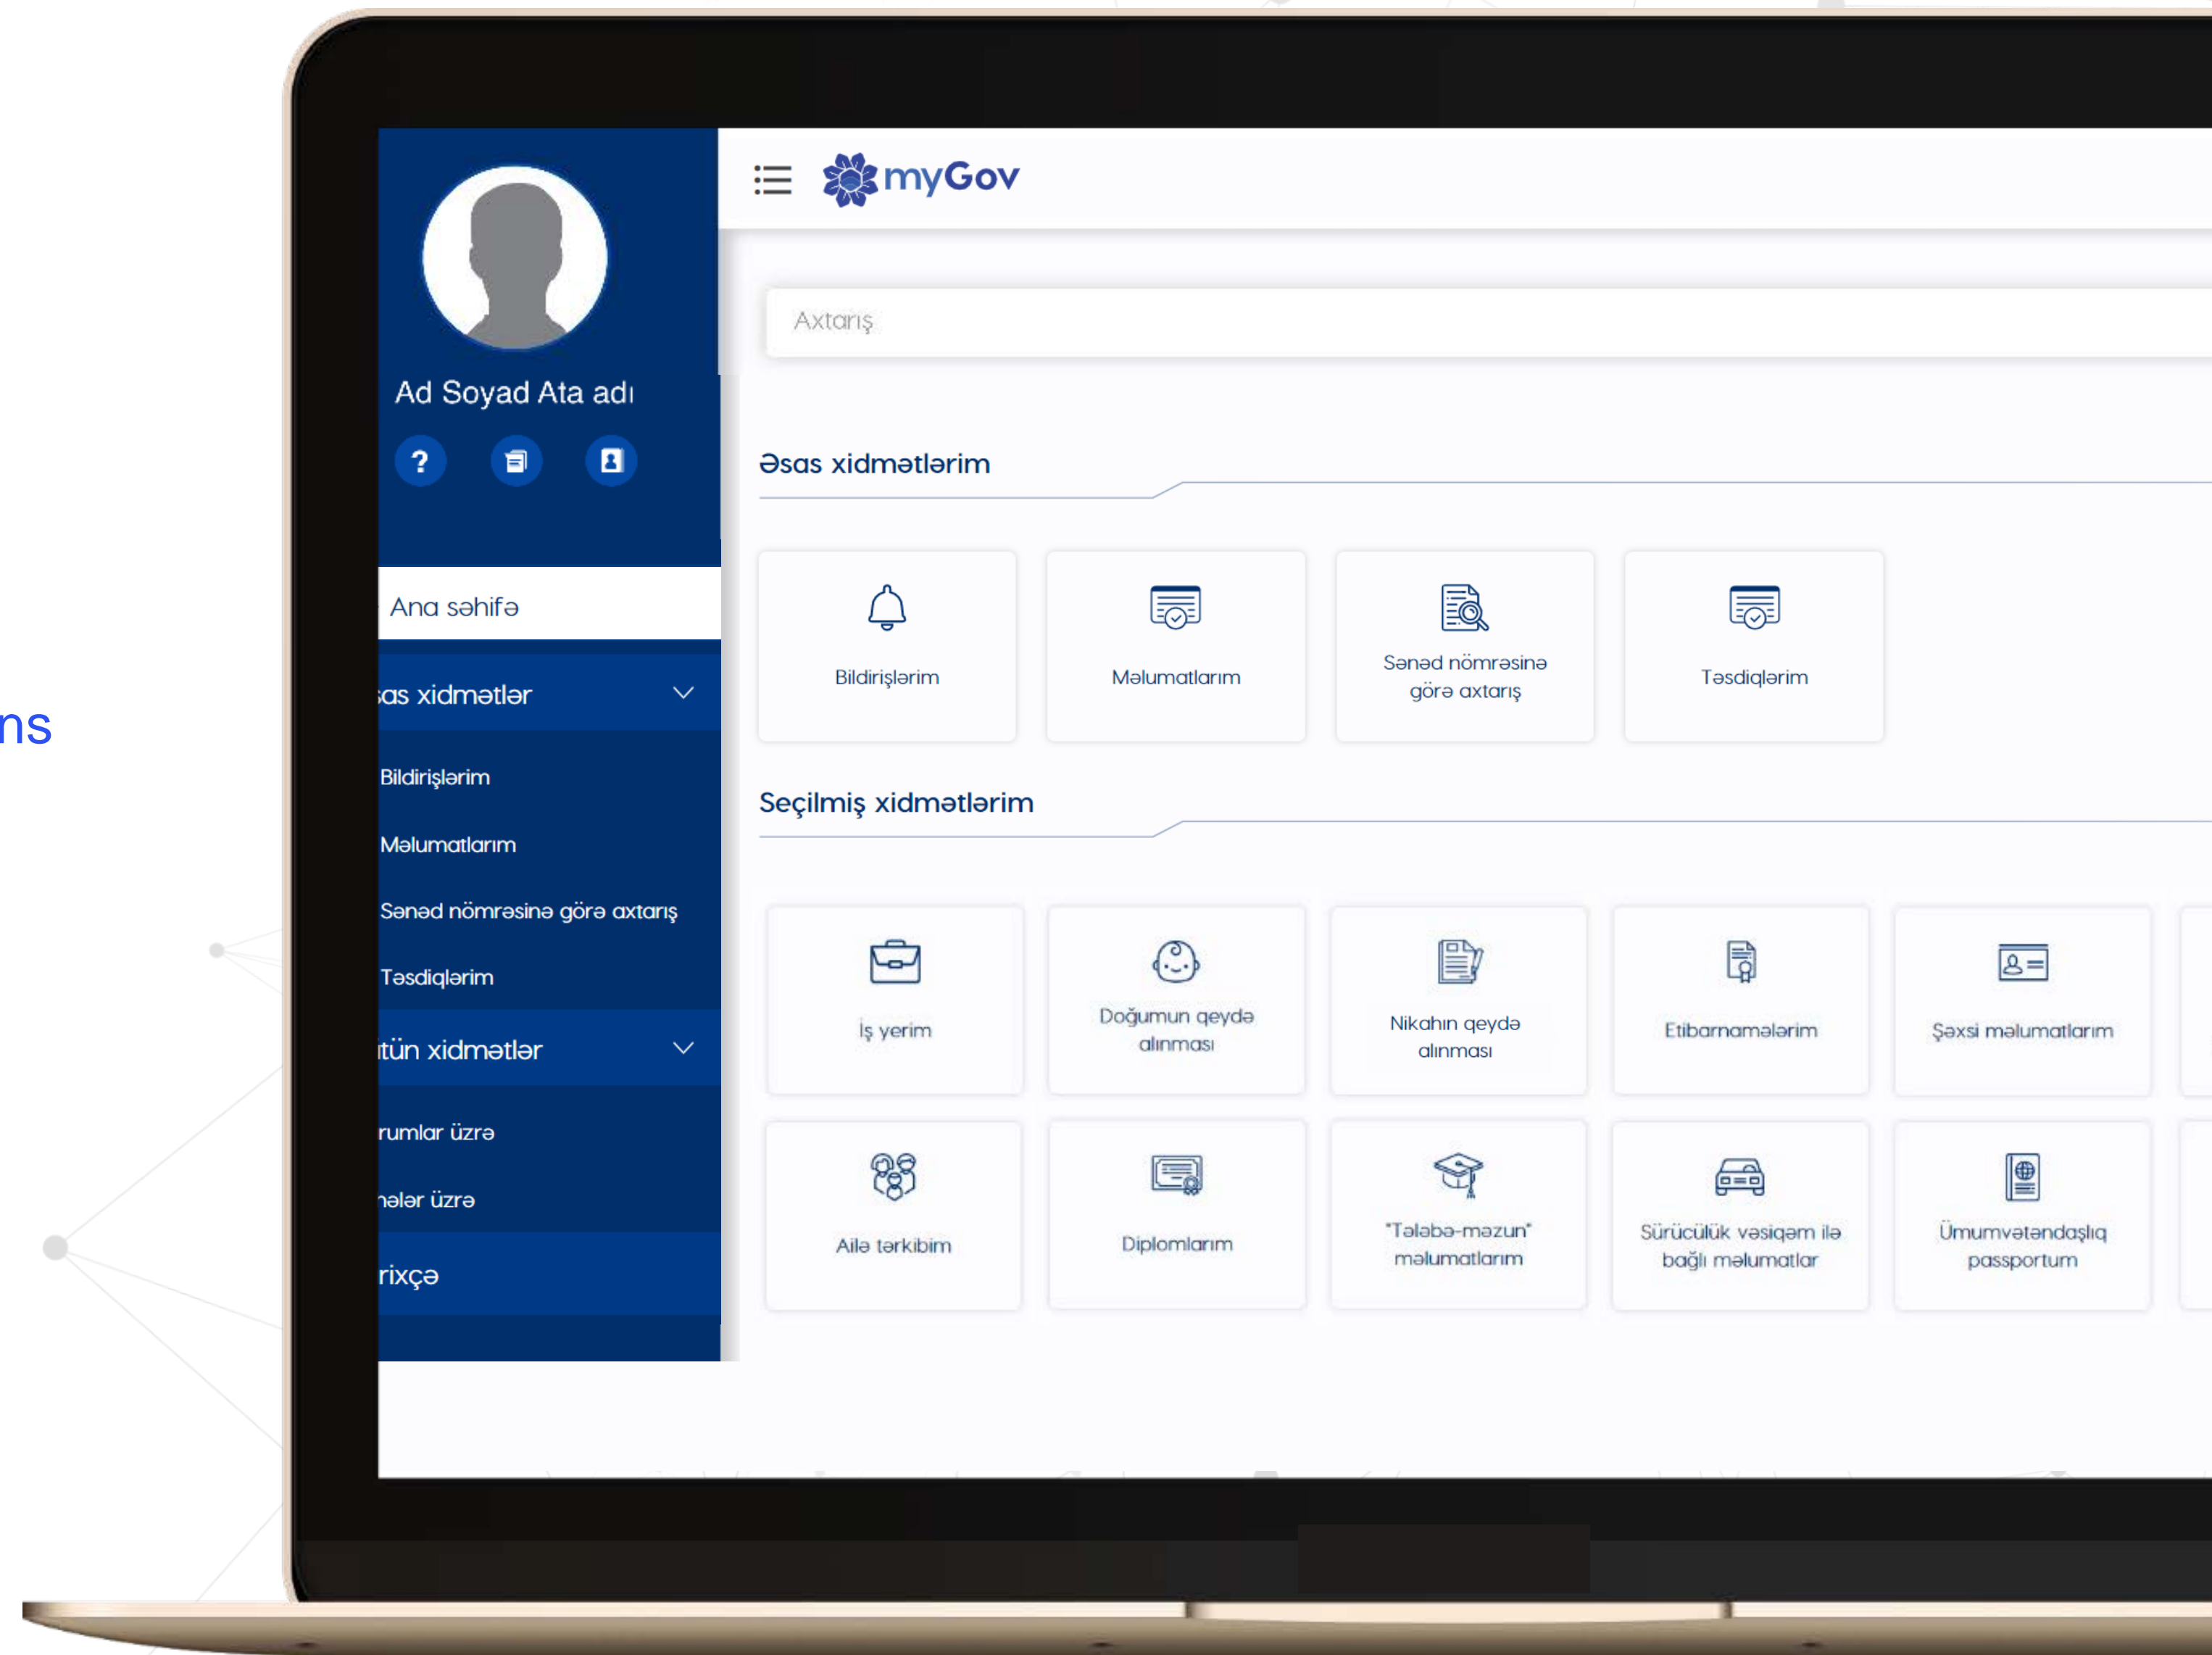 myGov
Axtarış
Ad Soyad Ata adı
?
Ana səhifə
sas xidmətlər
Bildirişlərim
Məlumatlarım
Sənəd nömrəsinə görə axtarış
Təsdiqlərim
tün xidmətlər
rumlar üzrə
ələr üzrə
rixçə
ns
Əsas xidmətlərim
Bildirişlərim
Məlumatlarım
Sənəd nömrəsinə
görə axtarış
Təsdiqlərim
Seçilmiş xidmətlərim
İş yerim
Doğumun qeydə
alınması
Nikahın qeydə
alınması
Etibarnamələrim
Şəxsi məlumatlarım
Ailə tərkibim
Diplomlarım
"Tələbə-məzun"
məlumatlarım
Sürücülük vəsiqəm ilə
bağlı məlumatlar
Ümumvətəndaşlıq
passportum